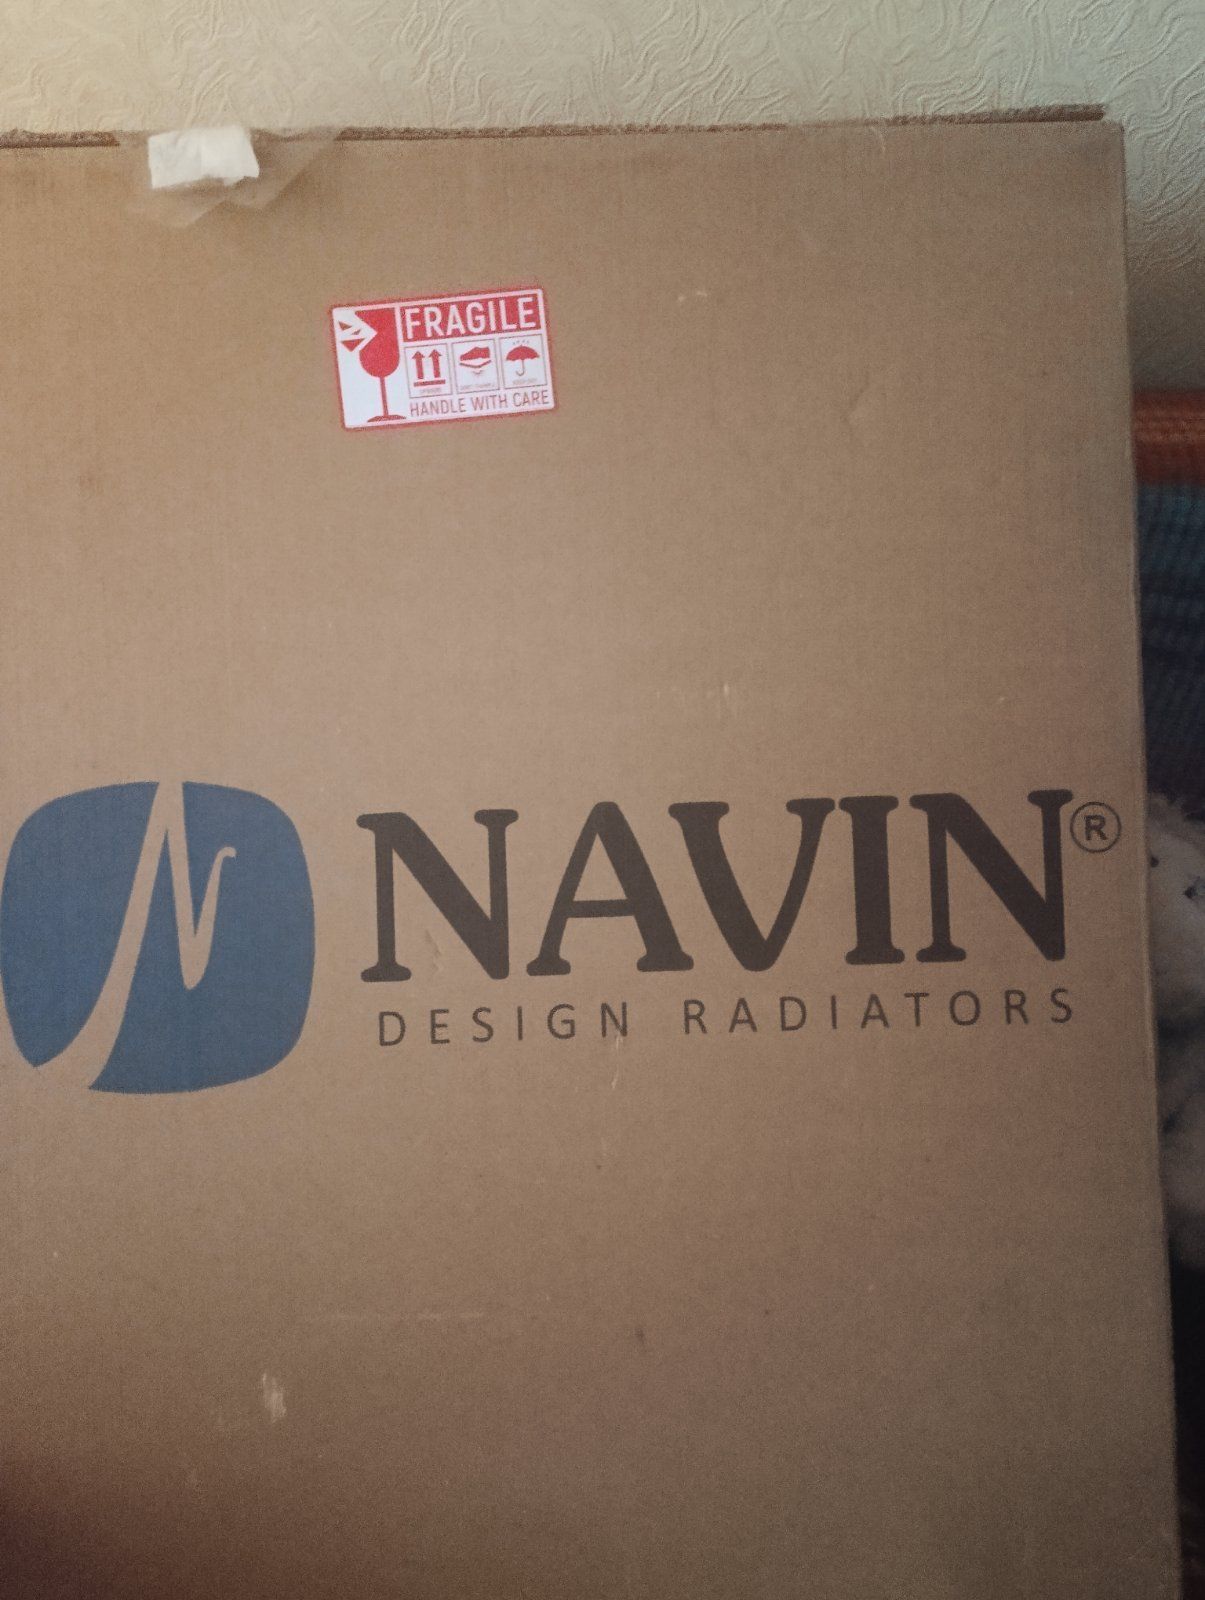 FRAGILE
HANDLE WITH CARE
NAVIN®
DESIGN RADIATORS